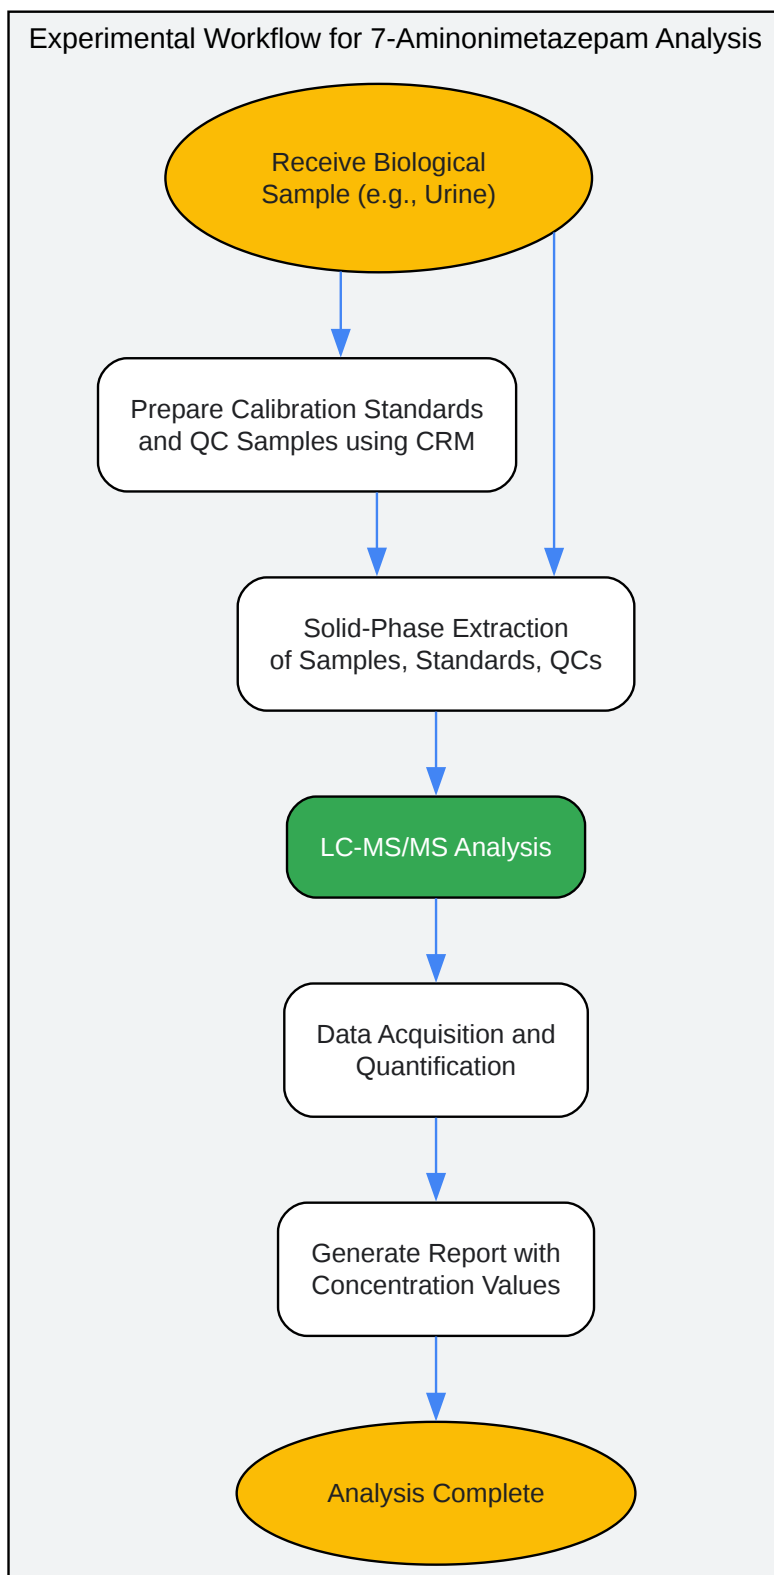 Experimental Workflow for 7-Aminonimetazepam Analysis
Receive Biological
Sample (e.g., Urine)
Prepare Calibration Standards
and QC Samples using CRM
Solid-Phase Extraction
of Samples, Standards, QCs
LC-MS/MS Analysis
Data Acquisition and
Quantification
Generate Report with
Concentration Values
Analysis Complete